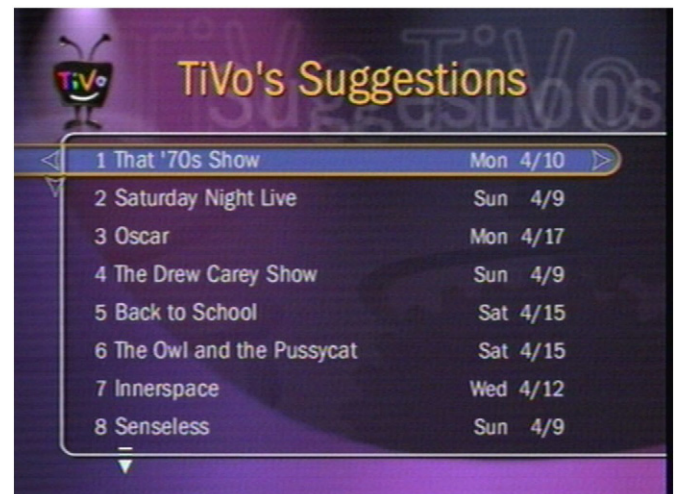 TiVo
TiVo's Suggestions
1 That '70s Show Mon 4/10
2 Saturday Night Live Sun 4/9
3 Oscar Mon 4/17
4 The Drew Carey Show Sun 4/9
5 Back to School Sat 4/15
6 The Owl and the Pussycat Sat 4/15
7 Innerspace Wed 4/12
8 Senseless Sun 4/9